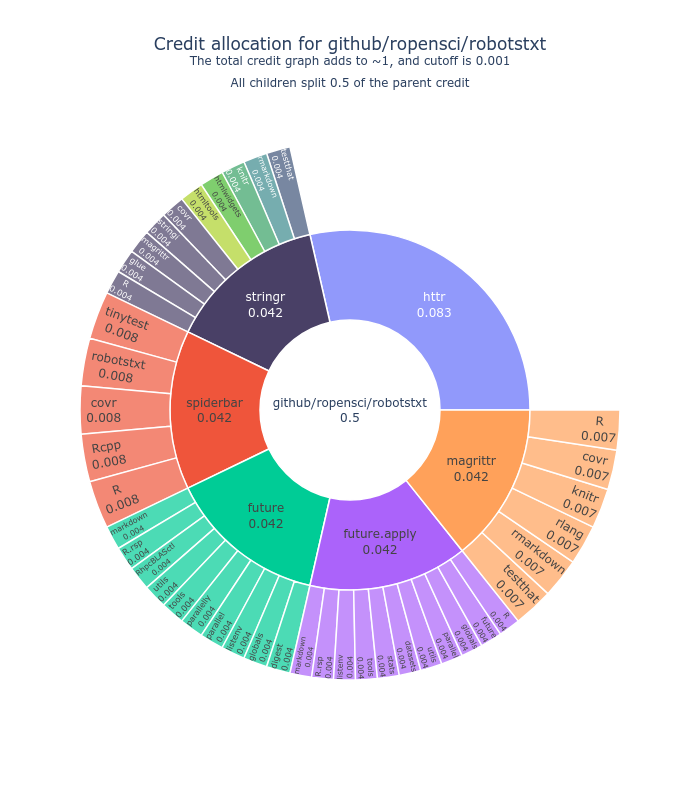 Credit allocation for github/ropensci/robotstxt
The total credit graph adds to ~1, and cutoff is 0.001
All children split 0.5 of the parent credit
github/ropensci/robotstxt
0.5
httr
0.083
stringr
0.042
testthat
0.004
rmarkdown
0.004
knitr
0.004
htmlwidgets
0.004
htmltools
0.004
covr
0.004
stringi
0.004
magrittr
0.004
glue
0.004
R
0.004
spiderbar
0.042
tinytest
0.008
robotstxt
0.008
covr
0.008
Rcpp
0.008
R
0.008
future
0.042
markdown
0.004
R.rsp
0.004
RhpcBLASctl
0.004
utils
0.004
tools
0.004
parallelly
0.004
parallel
0.004
listenv
0.004
globals
0.004
digest
0.004
future.apply
0.042
markdown
0.004
R.rsp
0.004
listenv
0.004
tools
0.004
stats
0.004
datasets
0.004
utils
0.004
parallel
0.004
globals
0.004
future
0.004
R
0.004
magrittr
0.042
testthat
0.007
rmarkdown
0.007
rlang
0.007
knitr
0.007
covr
0.007
R
0.007